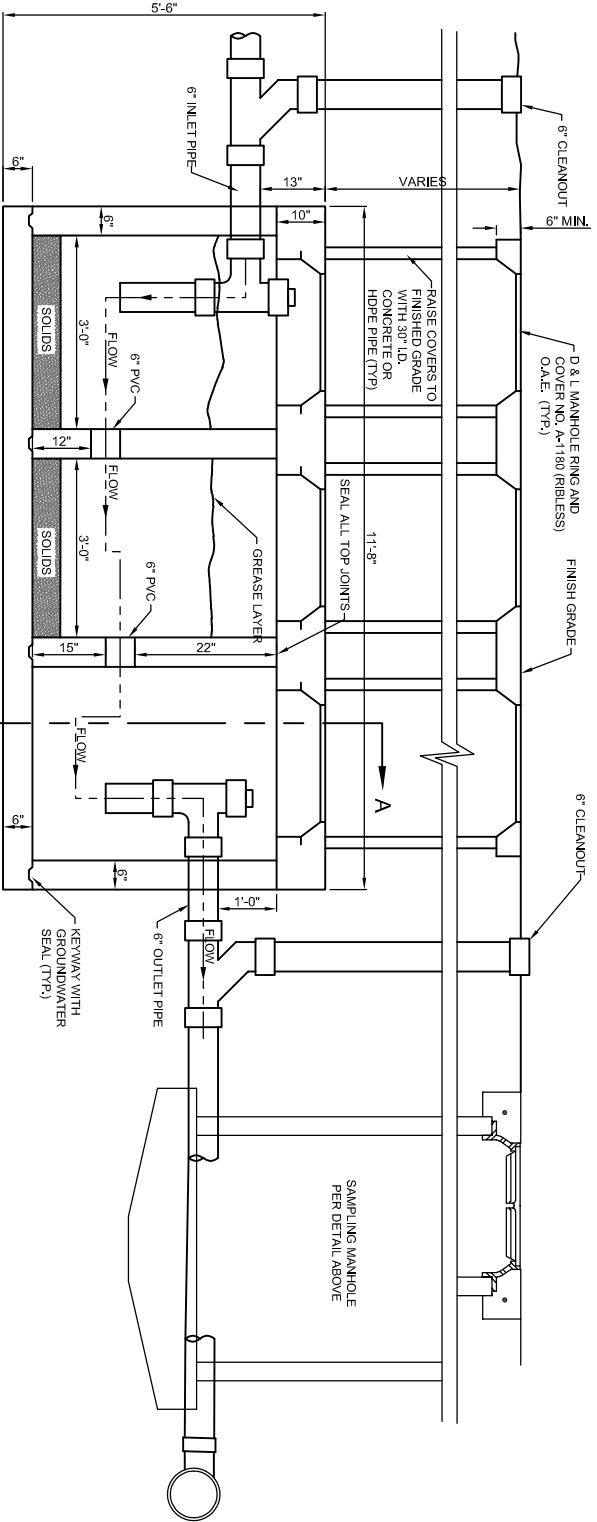 6" CLEANOUT
D & L MANHOLE RING AND
COVER NO. A-1180 (RIBLESS)
O.A.E. (TYP.)
FINISH GRADE
6" CLEANOUT
6" MIN.
VARIES
RAISE COVERS TO
FINISHED GRADE
WITH 30" I.D.
CONCRETE OR
HDPE PIPE (TYP)
A
SAMPLING MANHOLE
PER DETAIL ABOVE
11'-8"
SEAL ALL TOP JOINTS
5'-6"
13"
10"
6" INLET PIPE
GREASE LAYER
1'-0"
22"
FLOW
6" OUTLET PIPE
6" PVC
6" PVC
FLOW
FLOW
FLOW
12"
15"
3'-0"
3'-0"
SOLIDS
SOLIDS
6"
6"
6"
6"
KEYWAY WITH
GROUNDWATER
SEAL (TYP.)